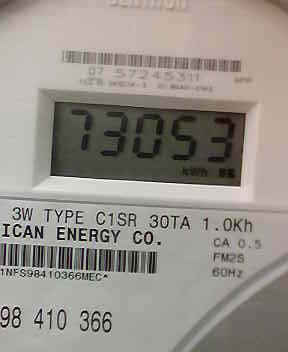 07 57245311
73053
kWh
3W TYPE C1SR 30TA 1.0Kh
ICAN ENERGY CO.
CA 0.5
FM2S
1NFS98410366MEC*
60Hz
98 410 366